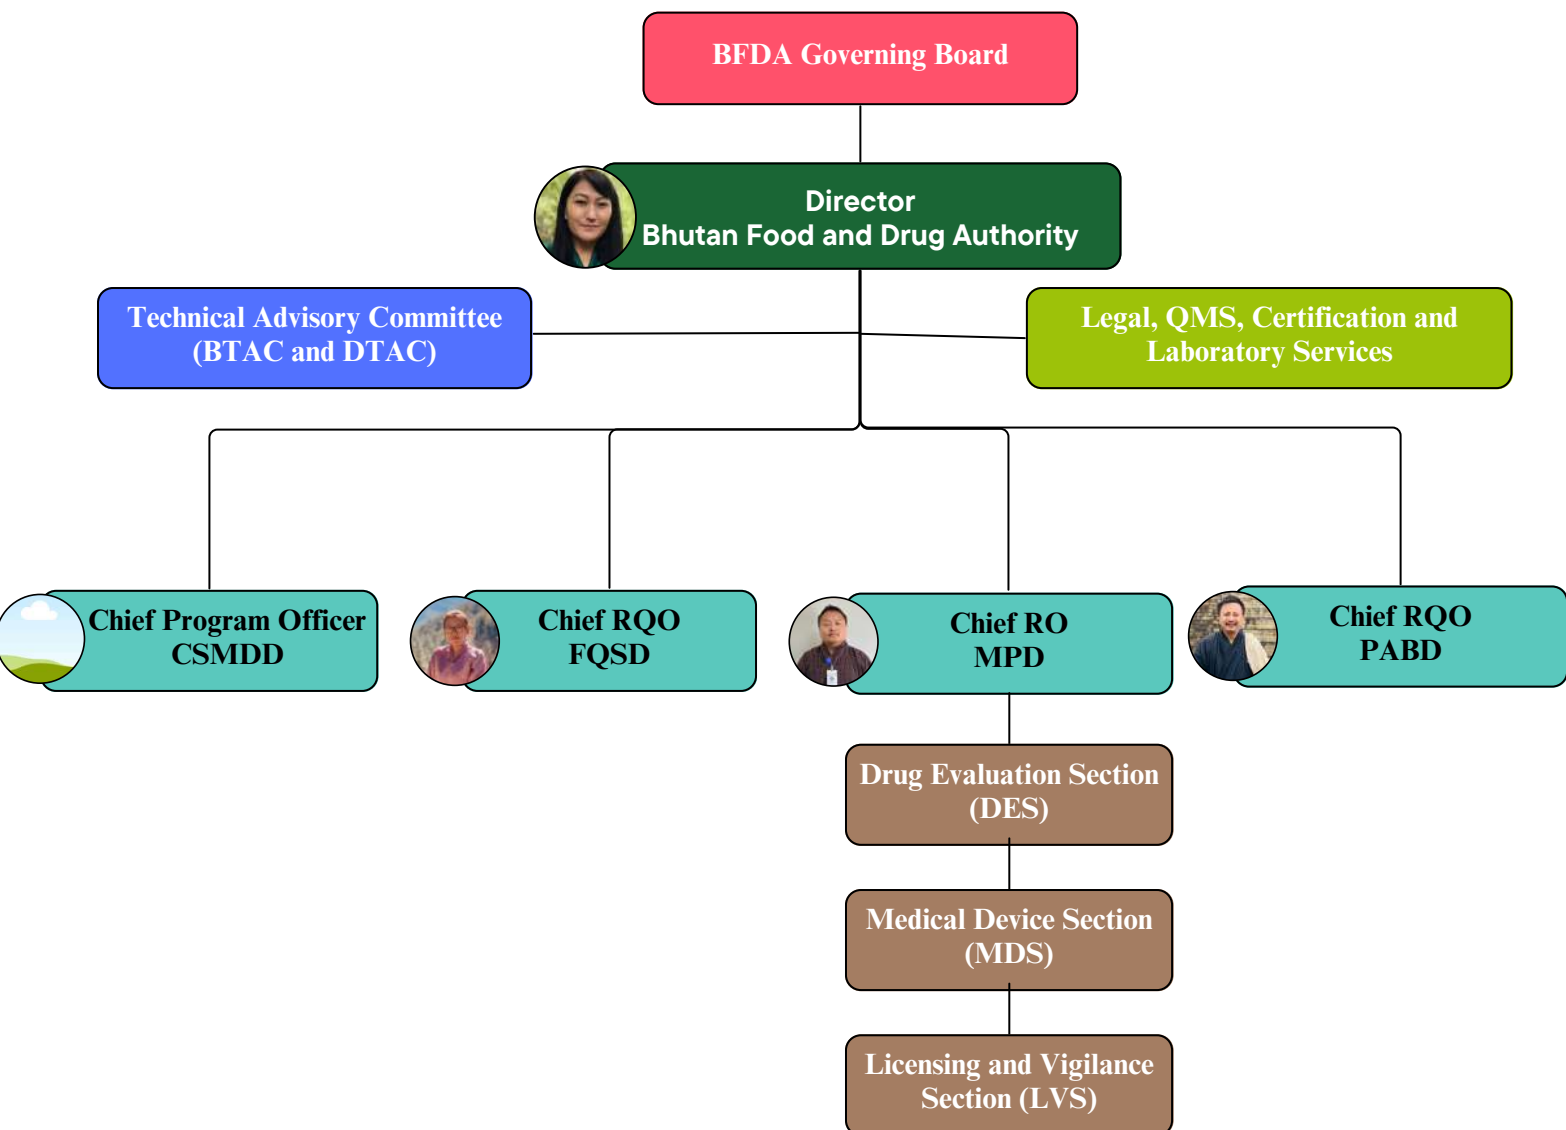 BFDA Governing Board
Director
Bhutan Food and Drug Authority
Technical Advisory Committee
(BTAC and DTAC)
Legal, QMS, Certification and
Laboratory Services
Chief Program Officer
CSMDD
Chief RQO
FQSD
Chief RO
MPD
Chief RQO
PABD
Drug Evaluation Section
(DES)
Medical Device Section
(MDS)
Licensing and Vigilance
Section (LVS)